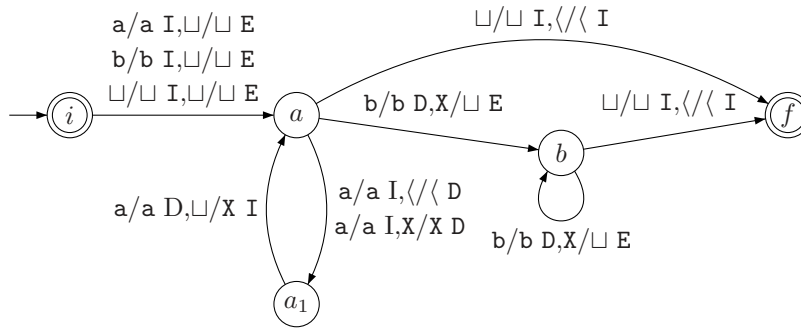 a/a I,⊔/⊔ E
b/b I,⊔/⊔ E
⊔/⊔ I,⊔/⊔ E
⊔/⊔ I,⟨/⟨ I
b/b D,X/⊔ E
⊔/⊔ I,⟨/⟨ I
i
a
b
f
a/a D,⊔/X I
a/a I,⟨/⟨ D
a/a I,X/X D
b/b D,X/⊔ E
a₁